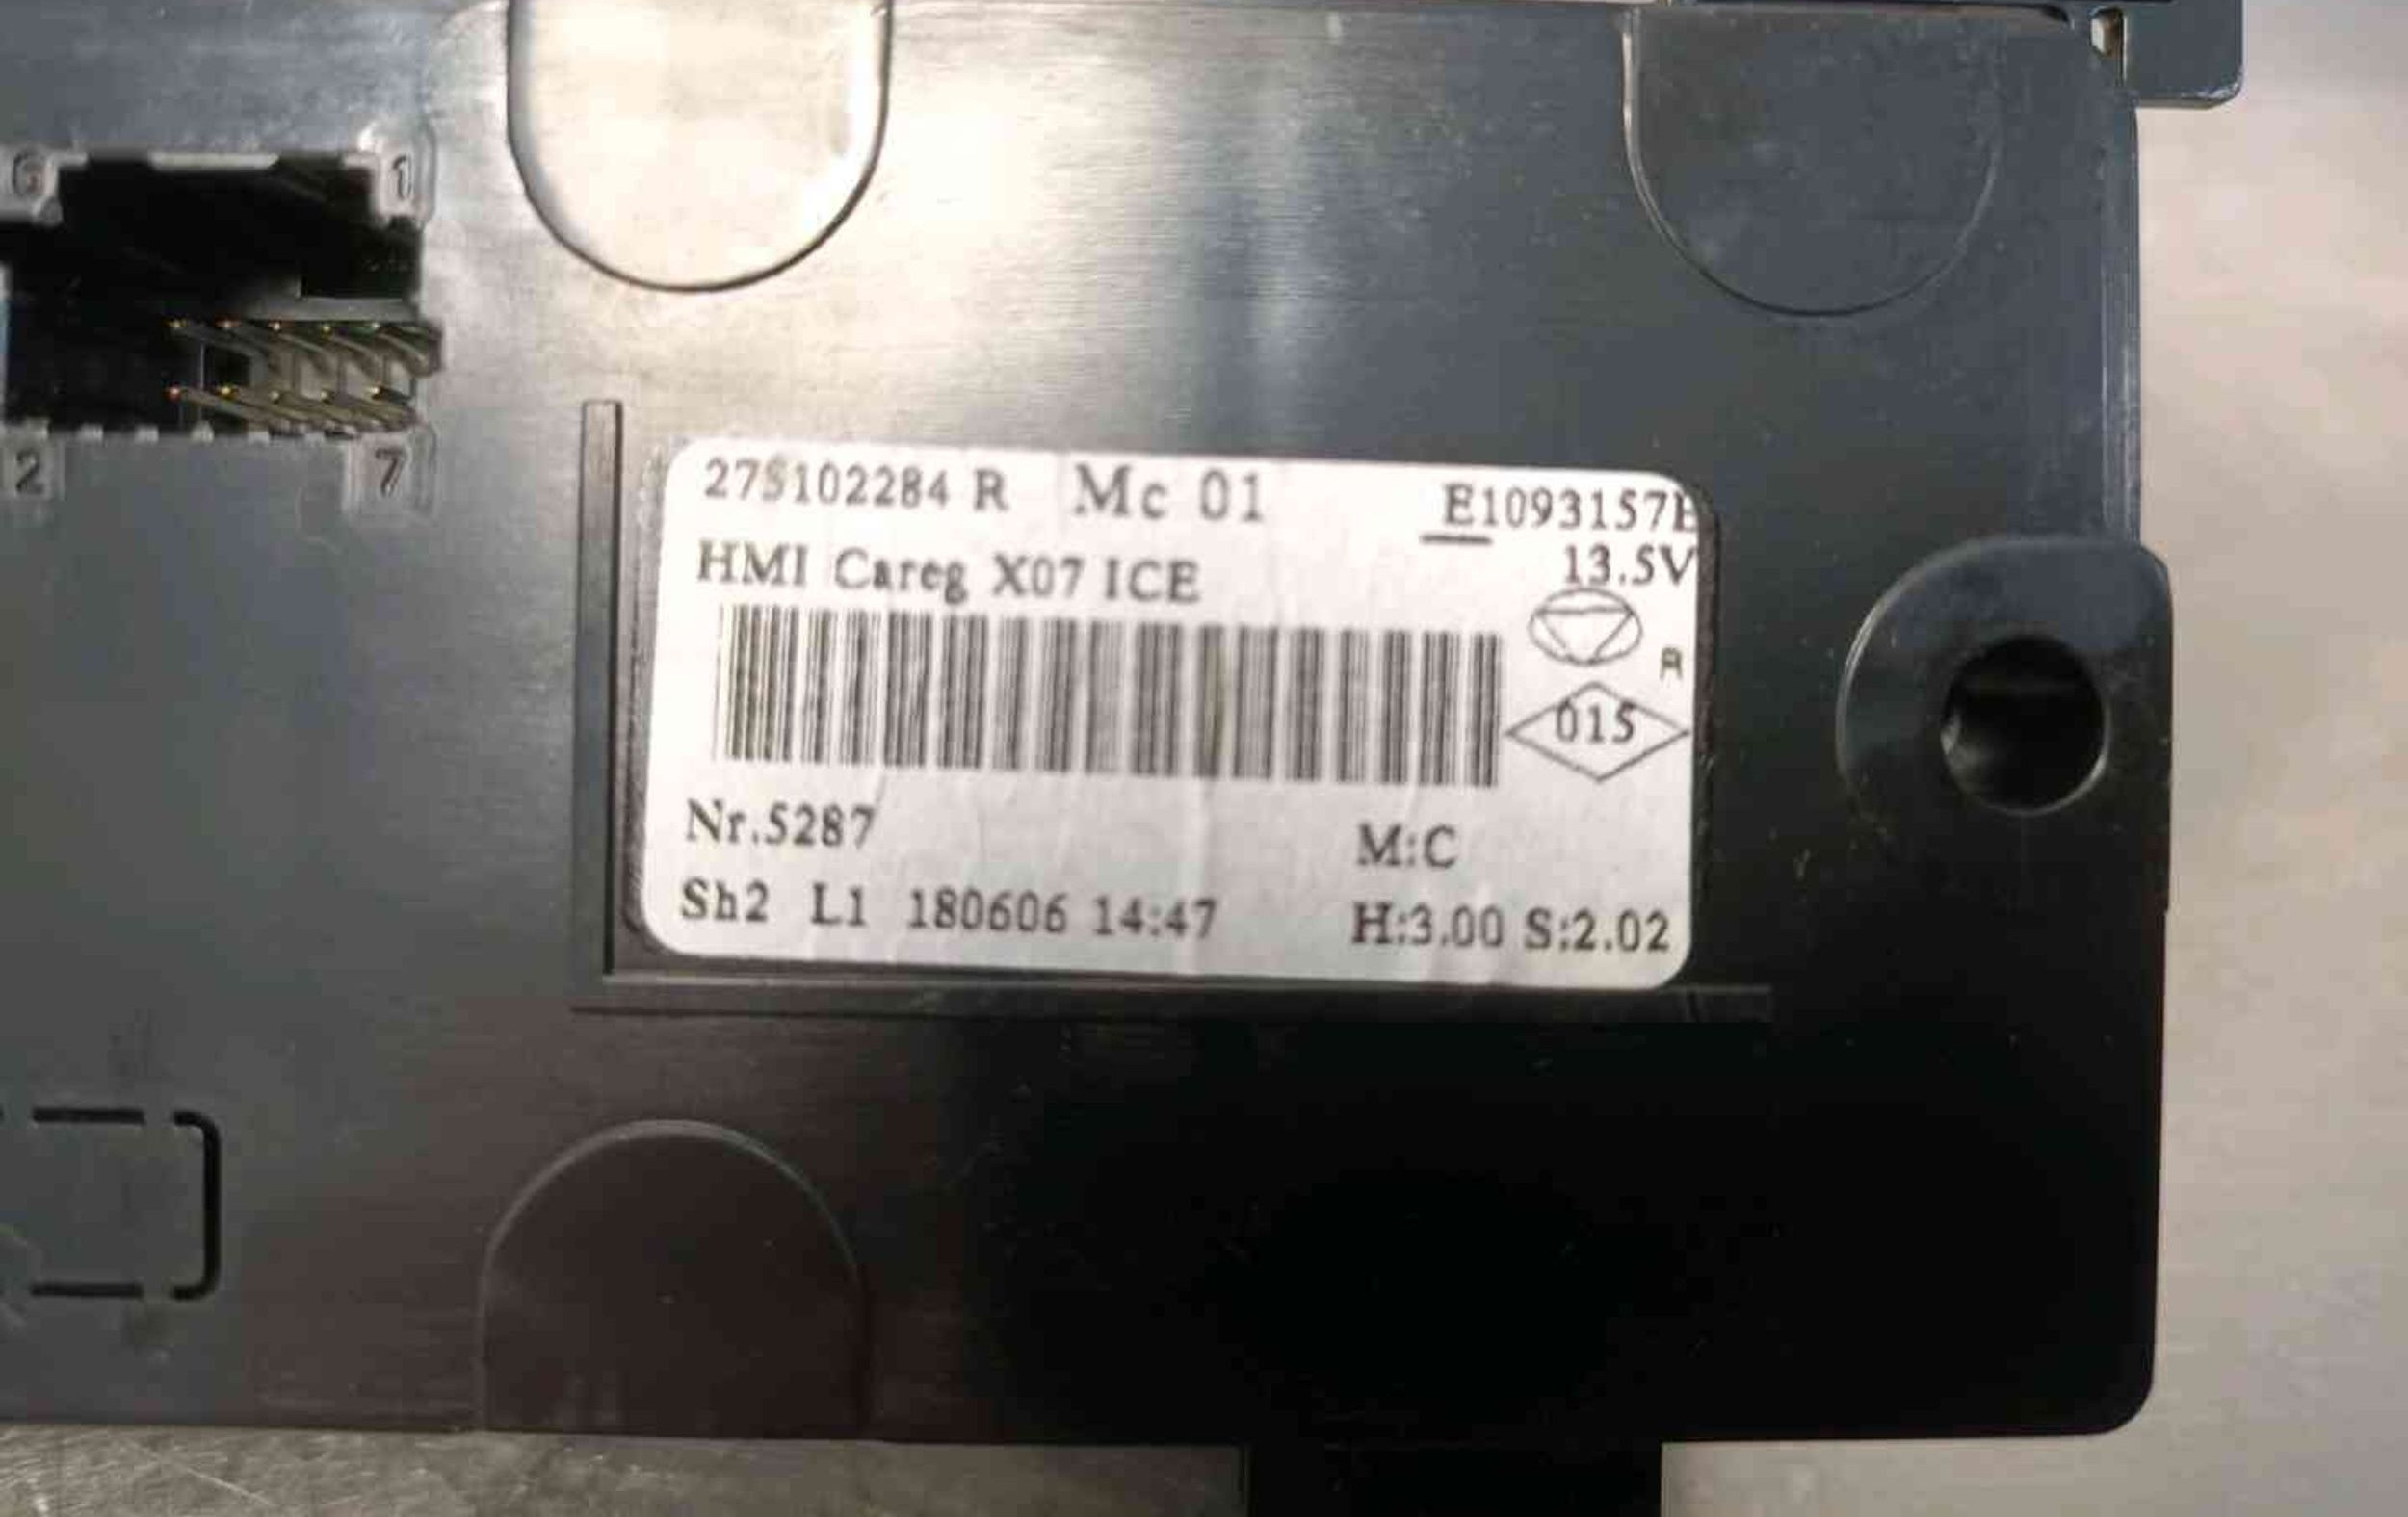 6 1
2 7
275102284 R Mc 01 E1093157E
HMI Careg X07 ICE 13.5V
R
015
Nr.5287 M:C
Sh2 L1 180606 14:47 H:3.00 S:2.02